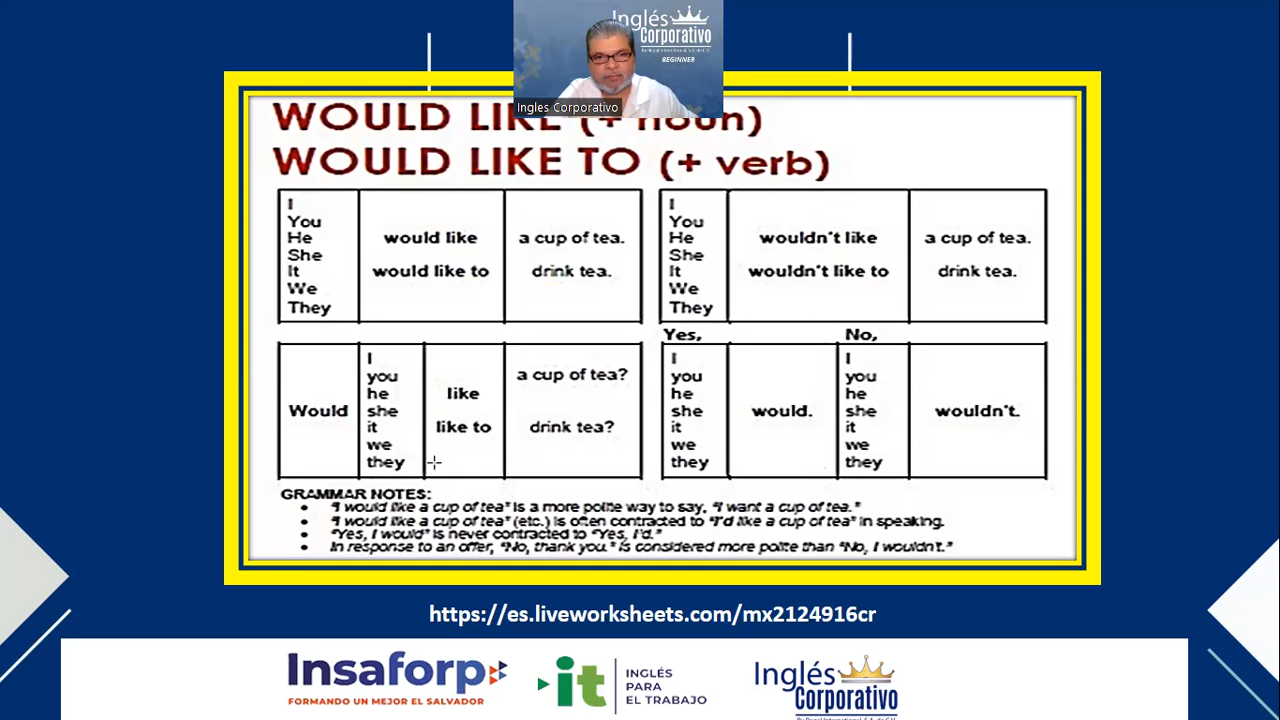 Inglés
Corporativo
BEGINNER
Ingles Corporativo
WOULD LIKE (+ noun)
WOULD LIKE TO (+ verb)
I
You
He
She
It
We
They
would like
would like to
a cup of tea.
drink tea.
I
You
He
She
It
We
They
wouldn't like
wouldn't like to
a cup of tea.
drink tea.
Would
I
you
he
she
it
we
they
like
like to
a cup of tea?
drink tea?
Yes,
I
you
he
she
it
we
they
would.
No,
I
you
he
she
it
we
they
wouldn't.
GRAMMAR NOTES:
• "I would like a cup of tea" is a more polite way to say, "I want a cup of tea."
• "I would like a cup of tea" (etc.) is often contracted to "I'd like a cup of tea" in speaking.
• "Yes, I would" is never contracted to "Yes, I'd."
• In response to an offer, "No, thank you." is considered more polite than "No, I wouldn't."
https://es.liveworksheets.com/mx2124916cr
Insaforp
FORMANDO UN MEJOR EL SALVADOR
it
INGLÉS
PARA
EL TRABAJO
Inglés
Corporativo